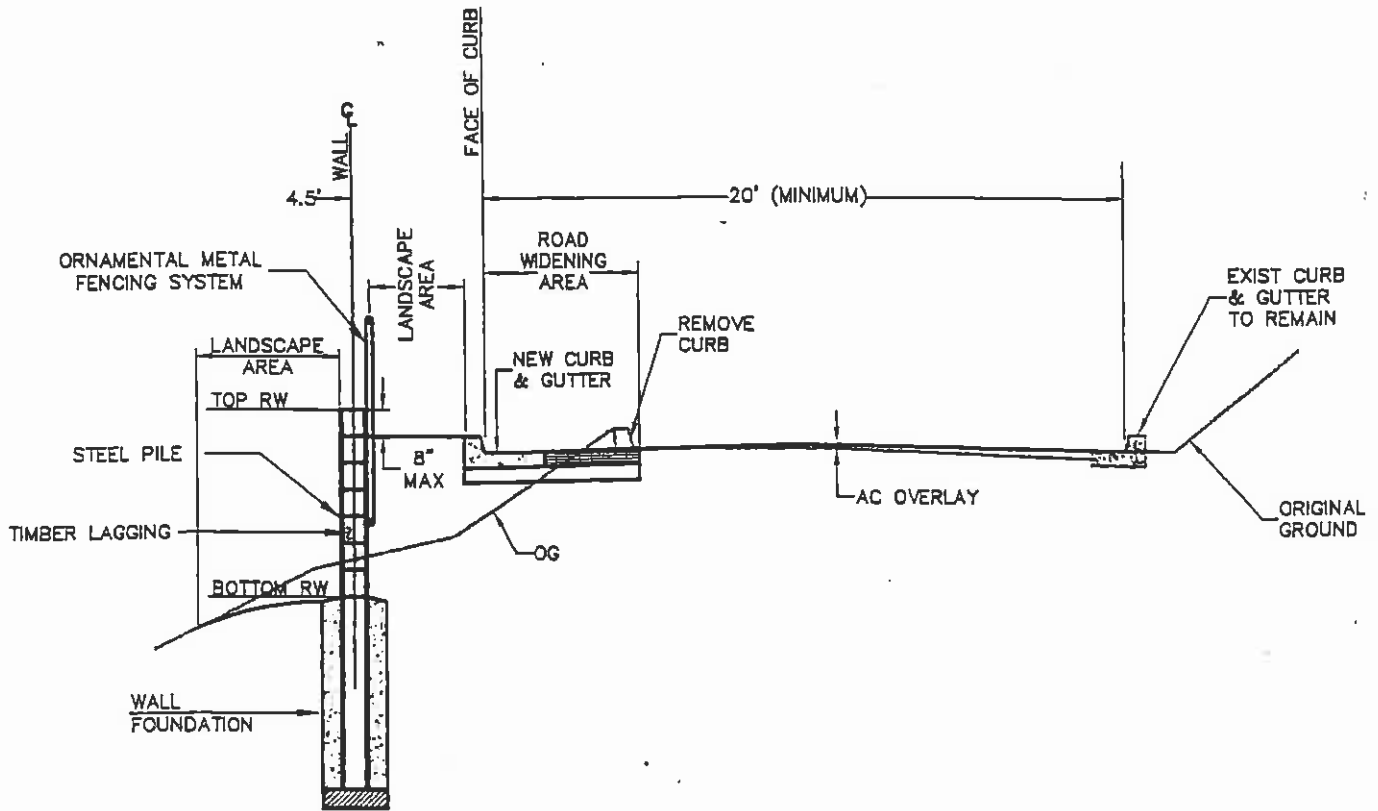 FACE OF CURB
℄
WALL
4.5'
20' (MINIMUM)
ORNAMENTAL METAL
FENCING SYSTEM
LANDSCAPE
AREA
ROAD
WIDENING
AREA
EXIST CURB
& GUTTER
TO REMAIN
REMOVE
CURB
LANDSCAPE
AREA
NEW CURB
& GUTTER
TOP RW
STEEL PILE
8"
MAX
AC OVERLAY
ORIGINAL
GROUND
TIMBER LAGGING
OG
BOTTOM RW
WALL
FOUNDATION